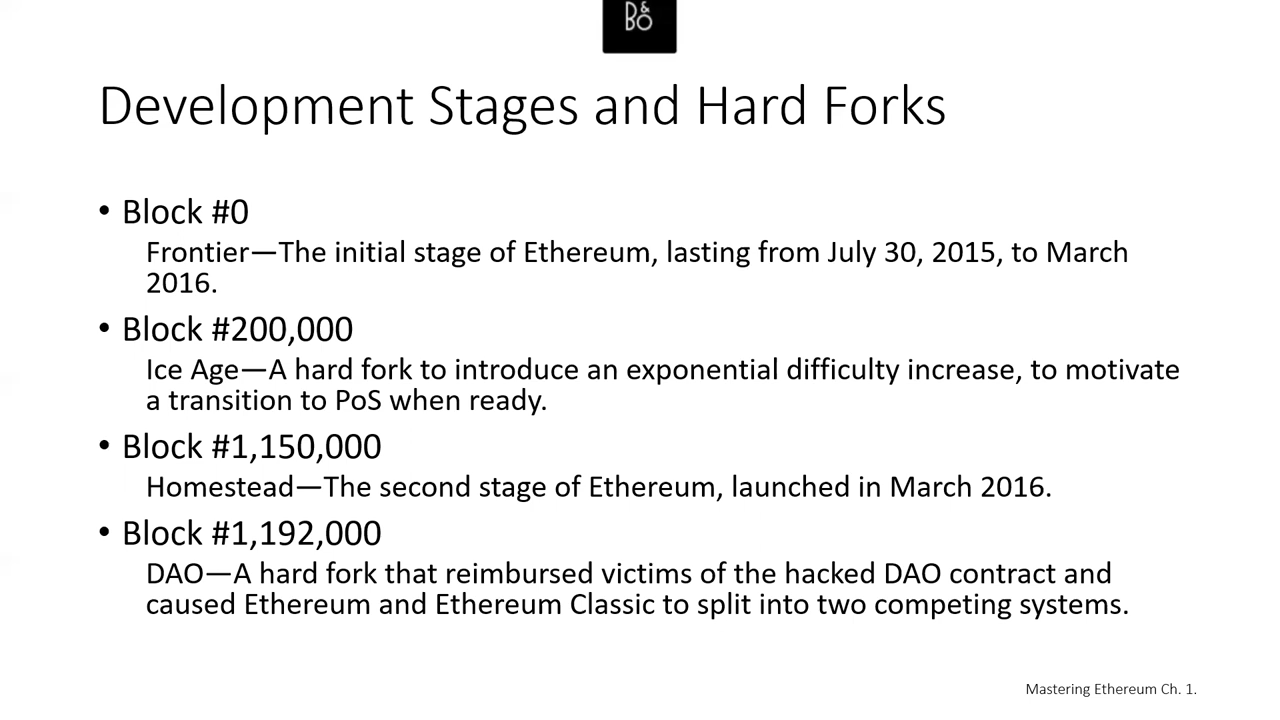 B&O
Development Stages and Hard Forks
• Block #0
Frontier—The initial stage of Ethereum, lasting from July 30, 2015, to March
2016.
• Block #200,000
Ice Age—A hard fork to introduce an exponential difficulty increase, to motivate
a transition to PoS when ready.
• Block #1,150,000
Homestead—The second stage of Ethereum, launched in March 2016.
• Block #1,192,000
DAO—A hard fork that reimbursed victims of the hacked DAO contract and
caused Ethereum and Ethereum Classic to split into two competing systems.
Mastering Ethereum Ch. 1.